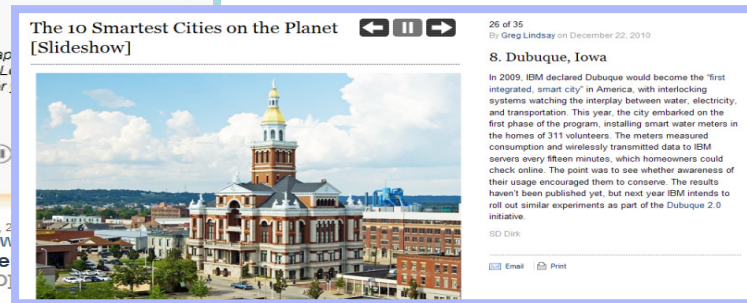 The 10 Smartest Cities on the Planet
[Slideshow]
26 of 35
By Greg Lindsay on December 22, 2010
8. Dubuque, Iowa
In 2009, IBM declared Dubuque would become the "first
integrated, smart city" in America, with interlocking
systems watching the interplay between water, electricity,
and transportation. This year, the city embarked on the
first phase of the program, installing smart water meters in
the homes of 311 volunteers. The meters measured
consumption and wirelessly transmitted data to IBM
servers every fifteen minutes, which homeowners could
check online. The point was to see whether awareness of
their usage encouraged them to conserve. The results
haven't been published yet, but next year IBM intends to
roll out similar experiments as part of the Dubuque 2.0
initiative.
SD Dirk
Email Print